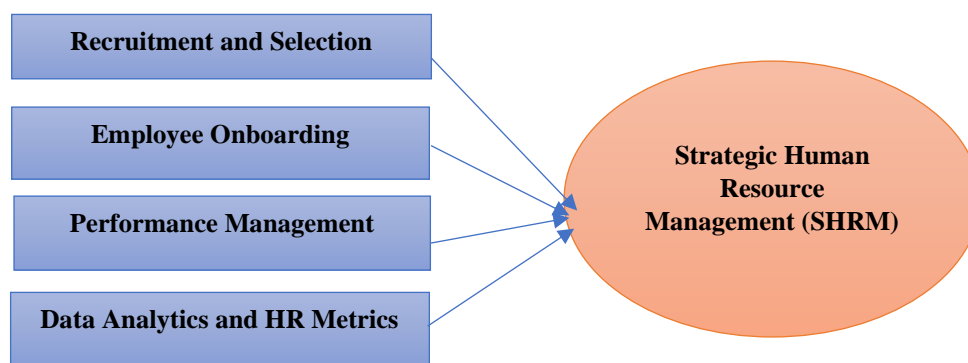 Recruitment and Selection
Employee Onboarding
Performance Management
Data Analytics and HR Metrics
Strategic Human
Resource
Management (SHRM)